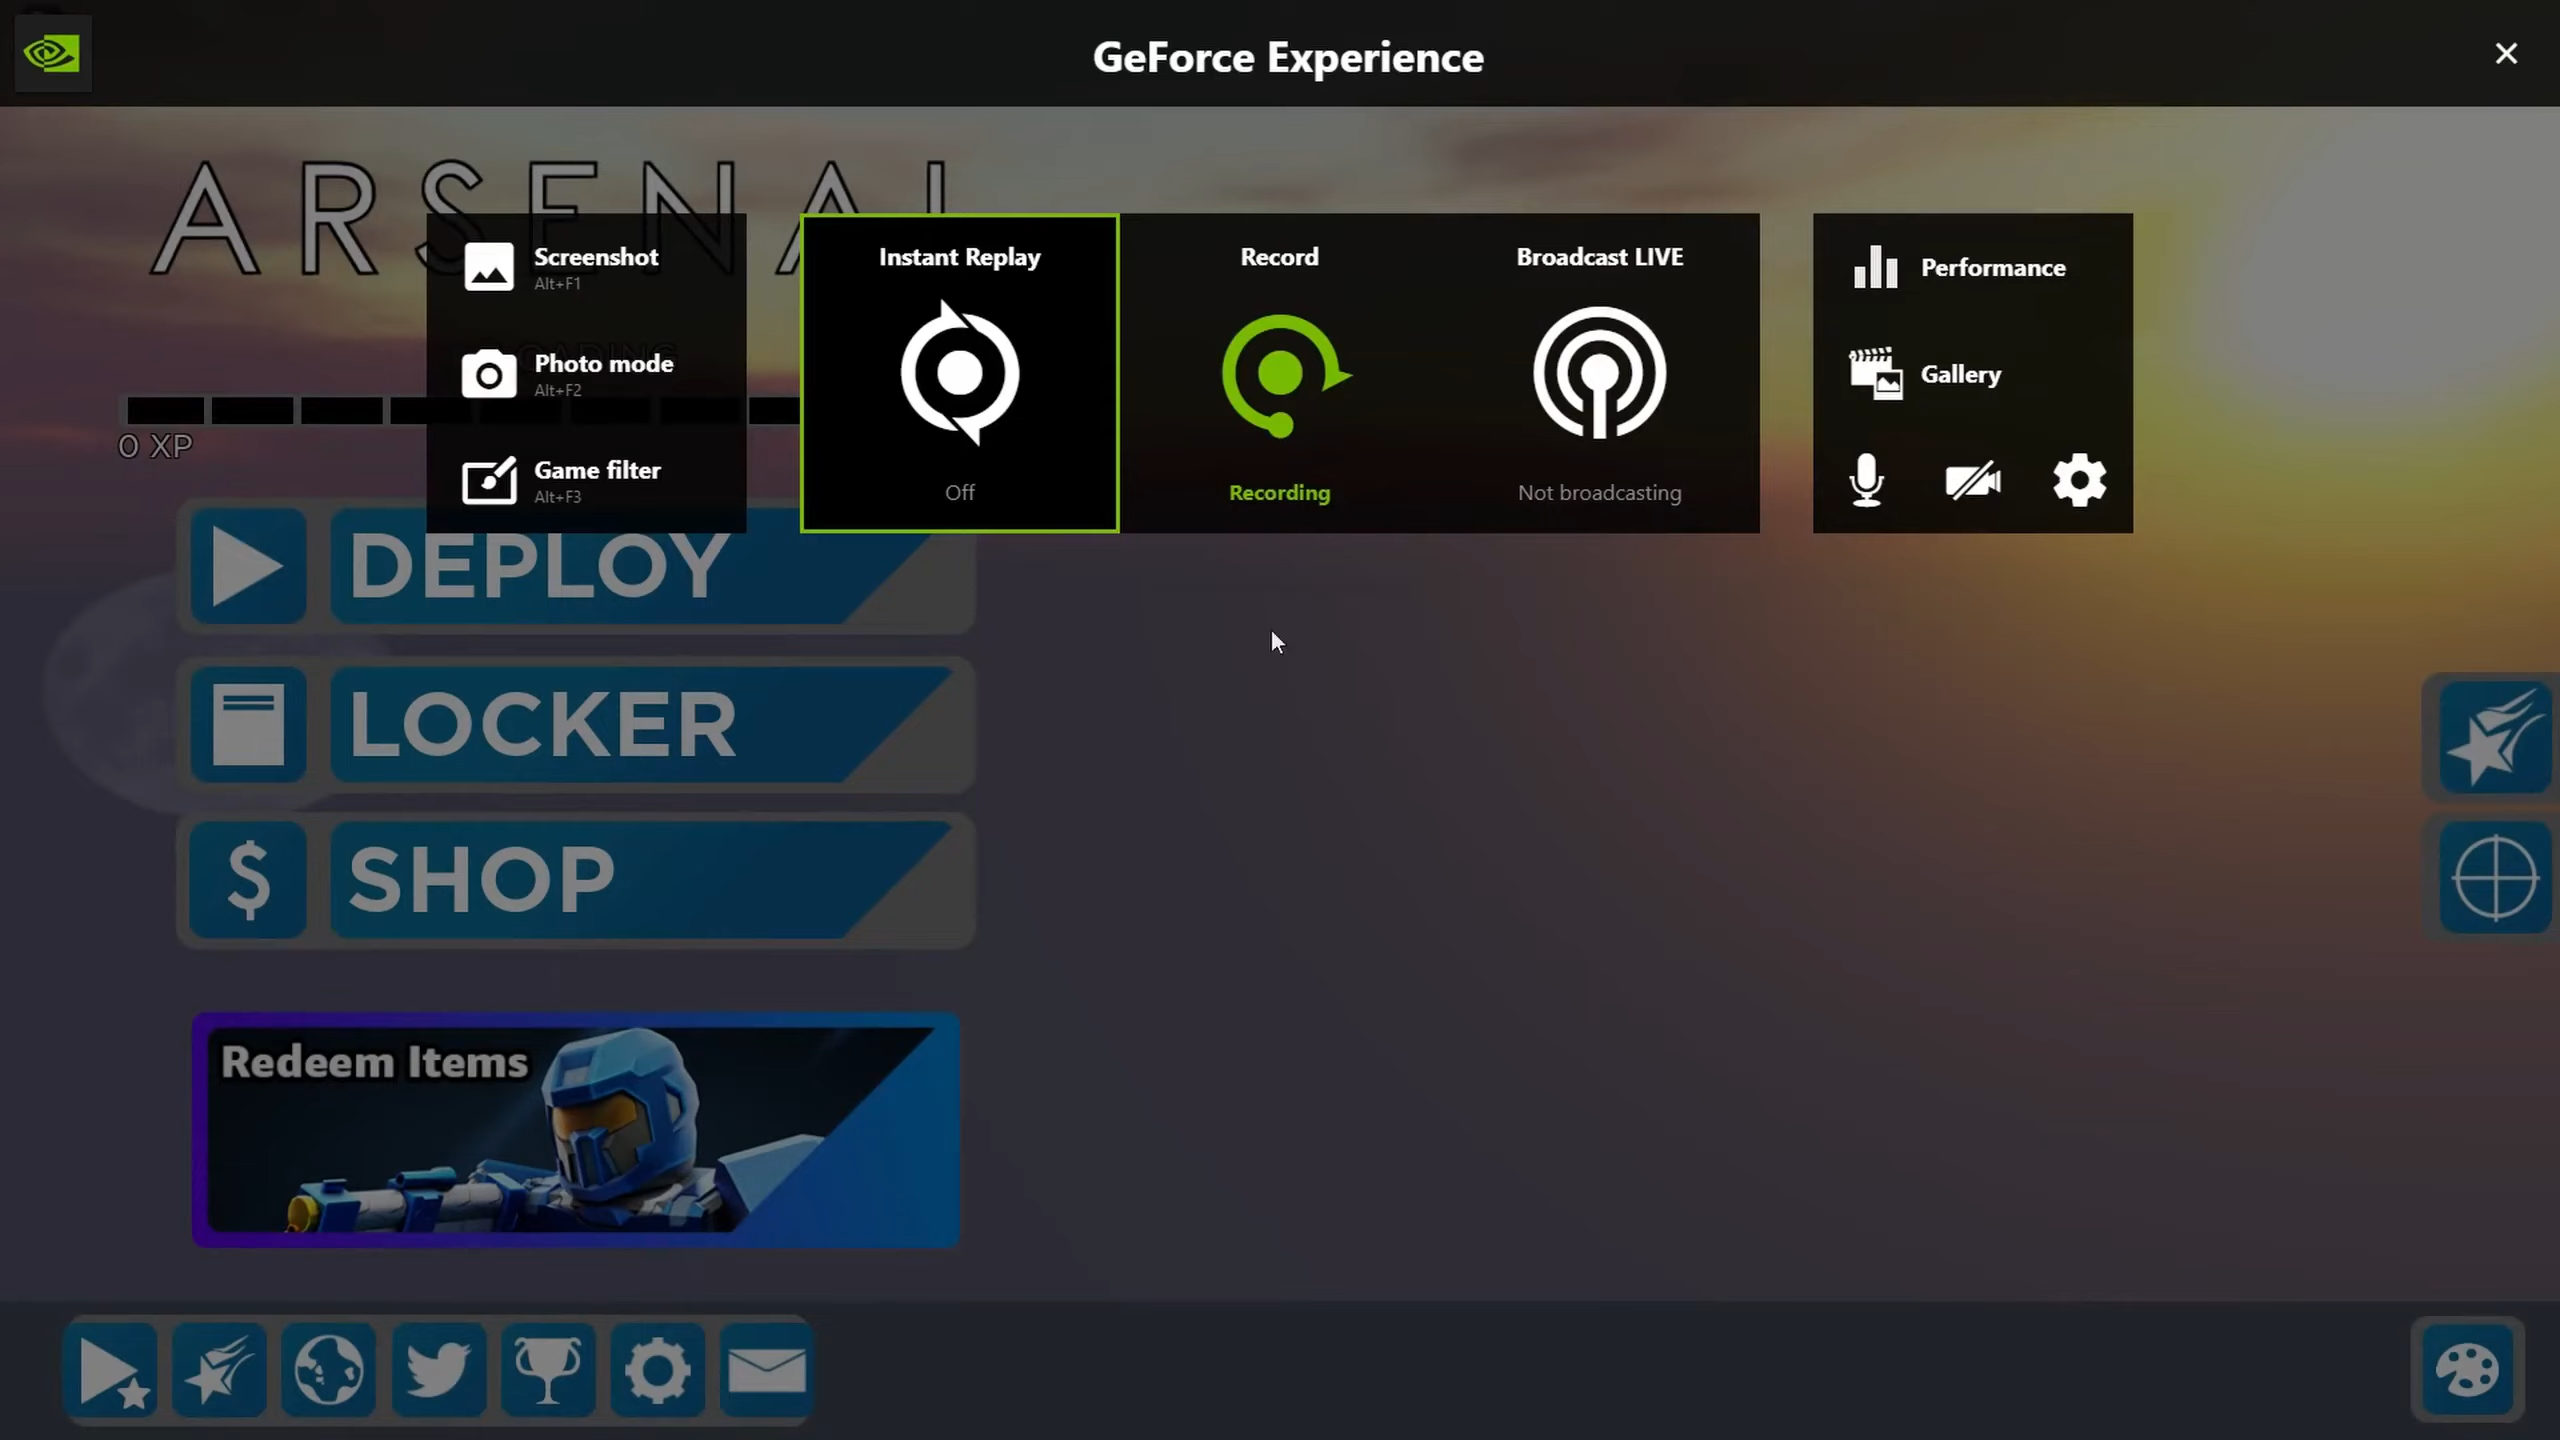 GeForce Experience
ARSENAL
Screenshot
Alt+F1
Photo mode
Alt+F2
Game filter
Alt+F3
Instant Replay
Off
Record
Recording
Broadcast LIVE
Not broadcasting
Performance
Gallery
0 XP
DEPLOY
LOCKER
$ SHOP
Redeem Items